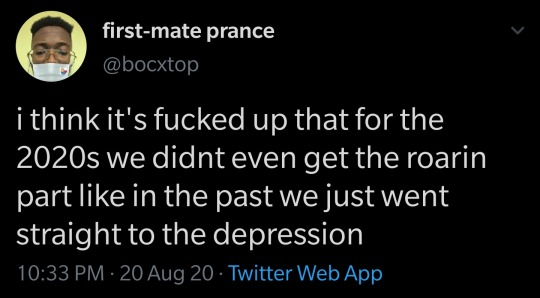 first-mate prance
@bocxtop
i think it's fucked up that for the
2020s we didnt even get the roarin
part like in the past we just went
straight to the depression
10:33 PM · 20 Aug 20 · Twitter Web App